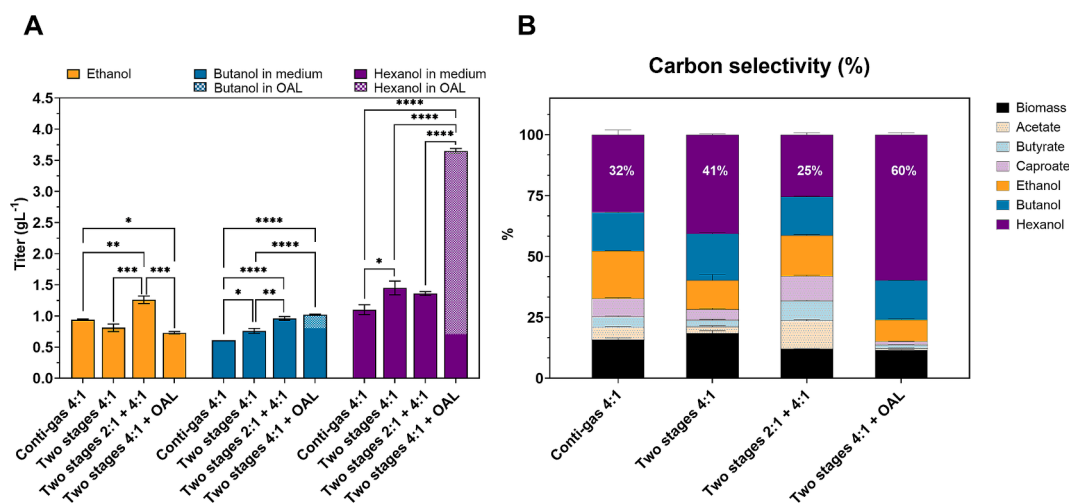 A
Ethanol
Butanol in medium
Hexanol in medium
Butanol in OAL
Hexanol in OAL
Titer (gL-1)
4.5
4.0
3.5
3.0
2.5
2.0
1.5
1.0
0.5
0.0
*
**
***
***
****
****
****
*
**
****
****
****
*
Conti-gas 4:1
Two stages 4:1
Two stages 2:1 + 4:1
Two stages 4:1 + OAL
Conti-gas 4:1
Two stages 4:1
Two stages 2:1 + 4:1
Two stages 4:1 + OAL
Conti-gas 4:1
Two stages 4:1
Two stages 2:1 + 4:1
Two stages 4:1 + OAL
B
Carbon selectivity (%)
%
100
75
50
25
0
32%
41%
25%
60%
Conti-gas 4:1
Two stages 4:1
Two stages 2:1 + 4:1
Two stages 4:1 + OAL
Biomass
Acetate
Butyrate
Caproate
Ethanol
Butanol
Hexanol